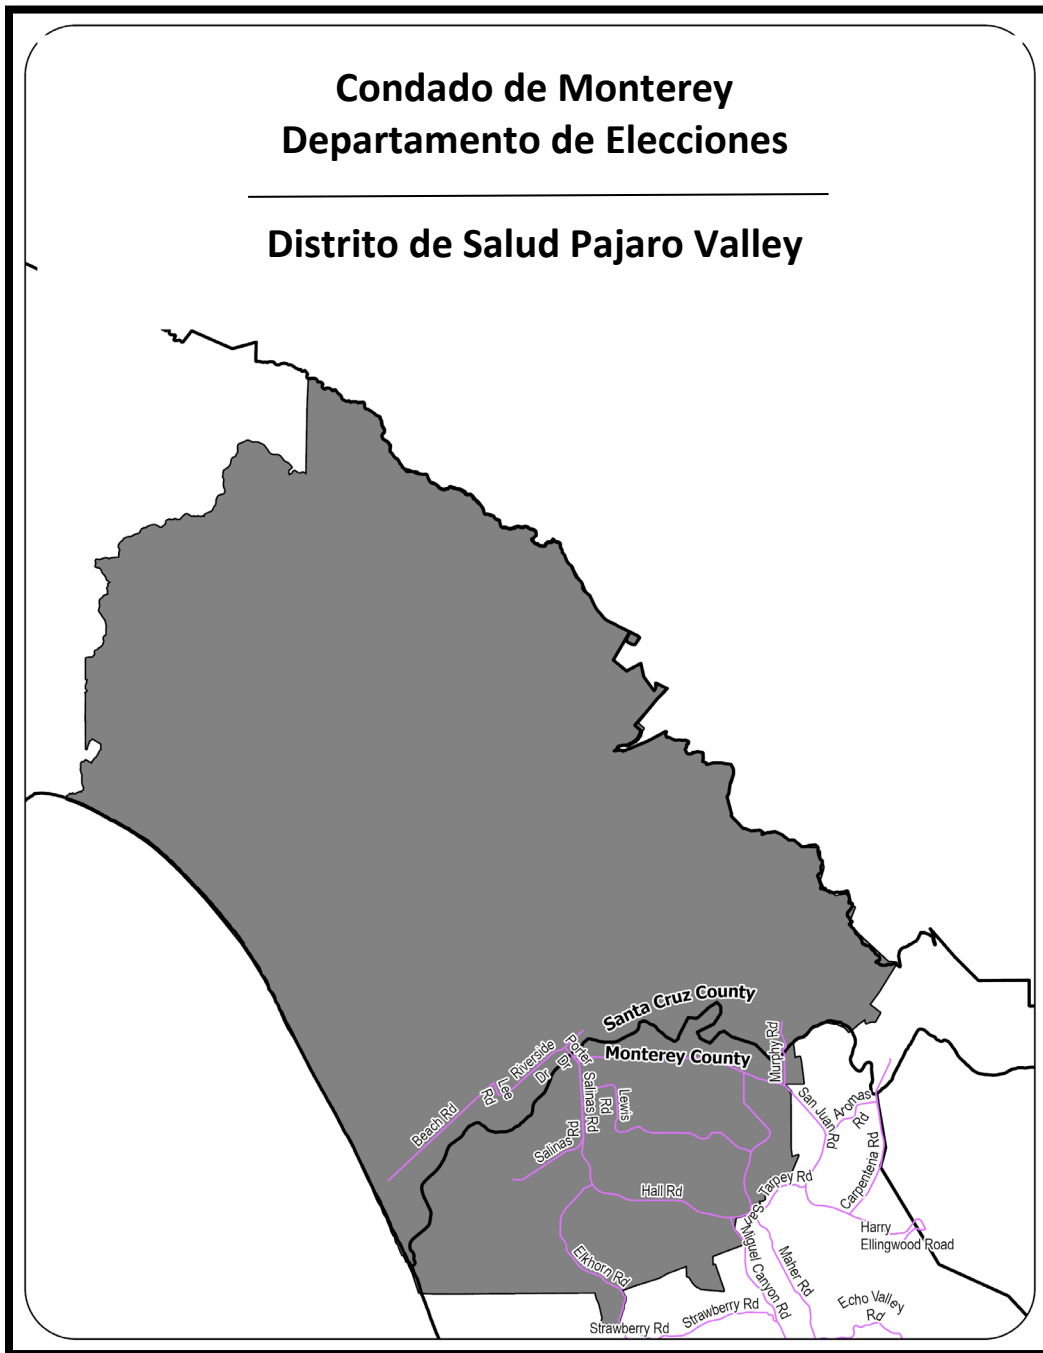 Condado de Monterey
Departamento de Elecciones
Distrito de Salud Pajaro Valley
Santa Cruz County
Monterey County
Murphy Rd
Porter
Dr
Riverside
Dr
Lee
Rd
Beach Rd
Salinas Rd
Lewis
Rd
Salinas
Rd
San Juan
Rd
Aromas
Rd
Carpenteria Rd
Tarpey Rd
Hall Rd
San
Miguel Canyon Rd
Maher Rd
Harry
Ellingwood Road
Elkhorn Rd
Strawberry Rd
Strawberry Rd
Echo Valley
Rd